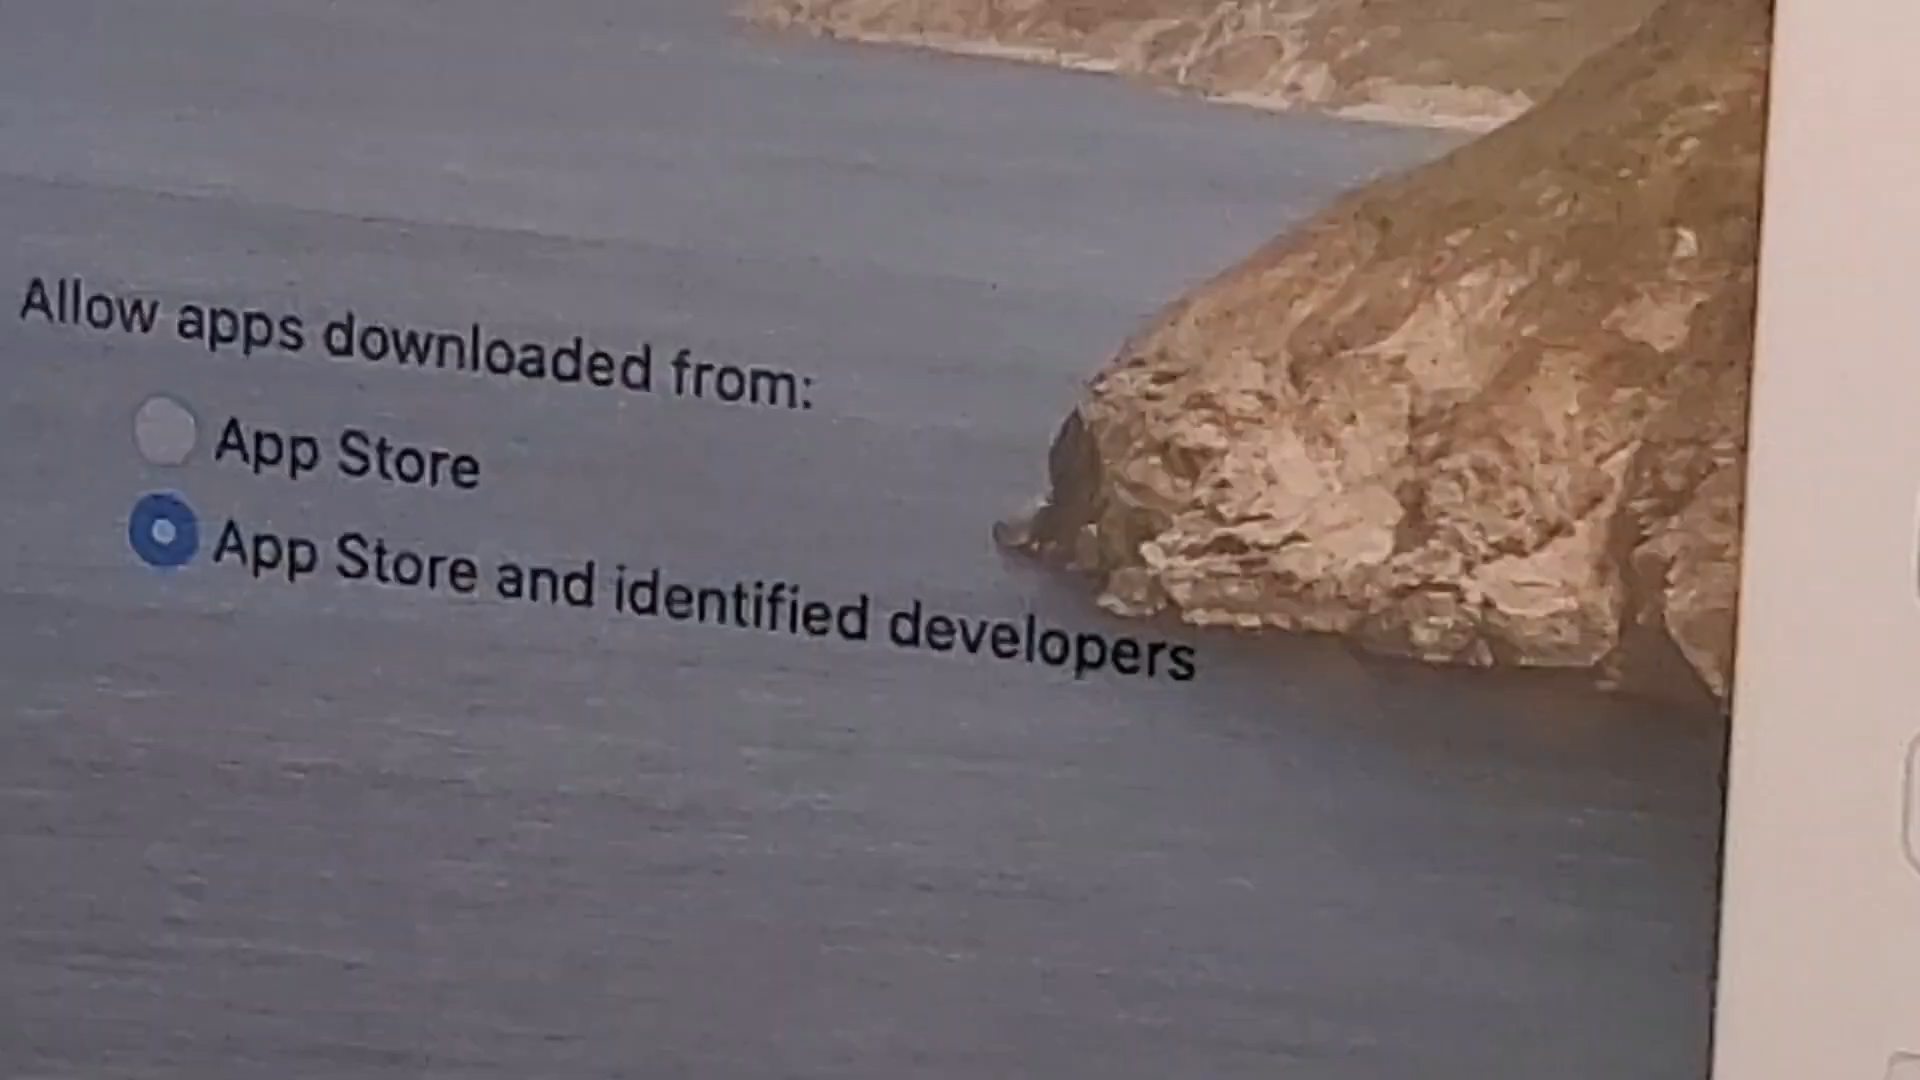 Allow apps downloaded from:
App Store
App Store and identified developers